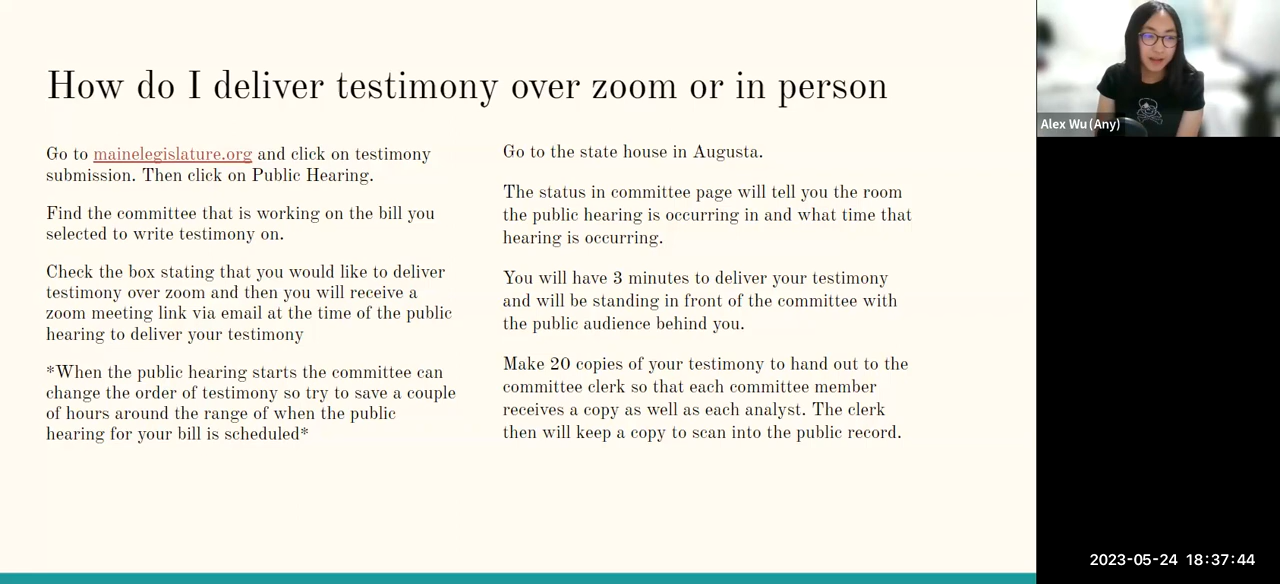 How do I deliver testimony over zoom or in person
Go to mainelegislature.org and click on testimony
submission. Then click on Public Hearing.
Find the committee that is working on the bill you
selected to write testimony on.
Check the box stating that you would like to deliver
testimony over zoom and then you will receive a
zoom meeting link via email at the time of the public
hearing to deliver your testimony
*When the public hearing starts the committee can
change the order of testimony so try to save a couple
of hours around the range of when the public
hearing for your bill is scheduled*
Go to the state house in Augusta.
The status in committee page will tell you the room
the public hearing is occurring in and what time that
hearing is occurring.
You will have 3 minutes to deliver your testimony
and will be standing in front of the committee with
the public audience behind you.
Make 20 copies of your testimony to hand out to the
committee clerk so that each committee member
receives a copy as well as each analyst. The clerk
then will keep a copy to scan into the public record.
Alex Wu (Any)
2023-05-24 18:37:44